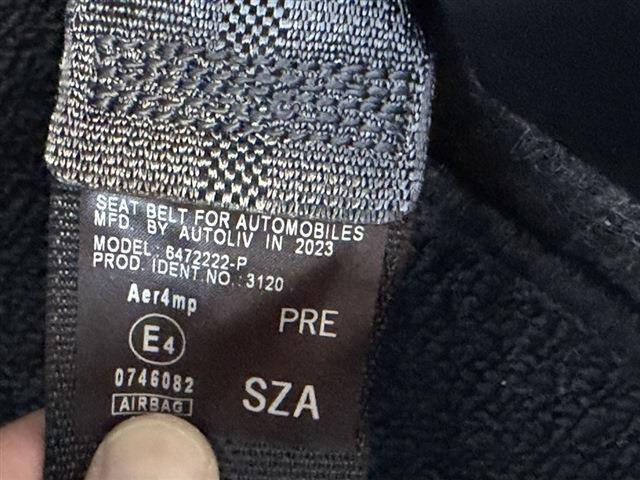 SEAT BELT FOR AUTOMOBILES
MFD. BY AUTOLIV IN 2023
MODEL: 6472222-P
PROD. IDENT.NO.: 3120
Aer4mp
PRE
E4
0746082
SZA
AIRBAG